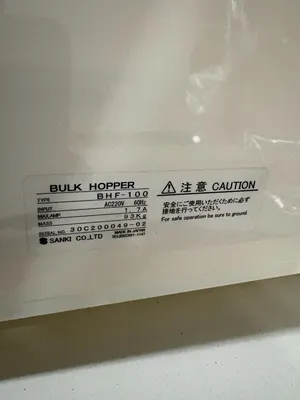 BULK HOPPER
TYPE BHF-100
INPUT AC220V 60Hz
MAX.AMP. 1.7A
MASS 93Kg
SERIAL NO. 30C200049-02
SANKI CO.,LTD MADE IN JAPAN
⚠ 注意 CAUTION
安全にご使用いただくために必ず
接地を行って下さい。
For safe operation be sure to ground.